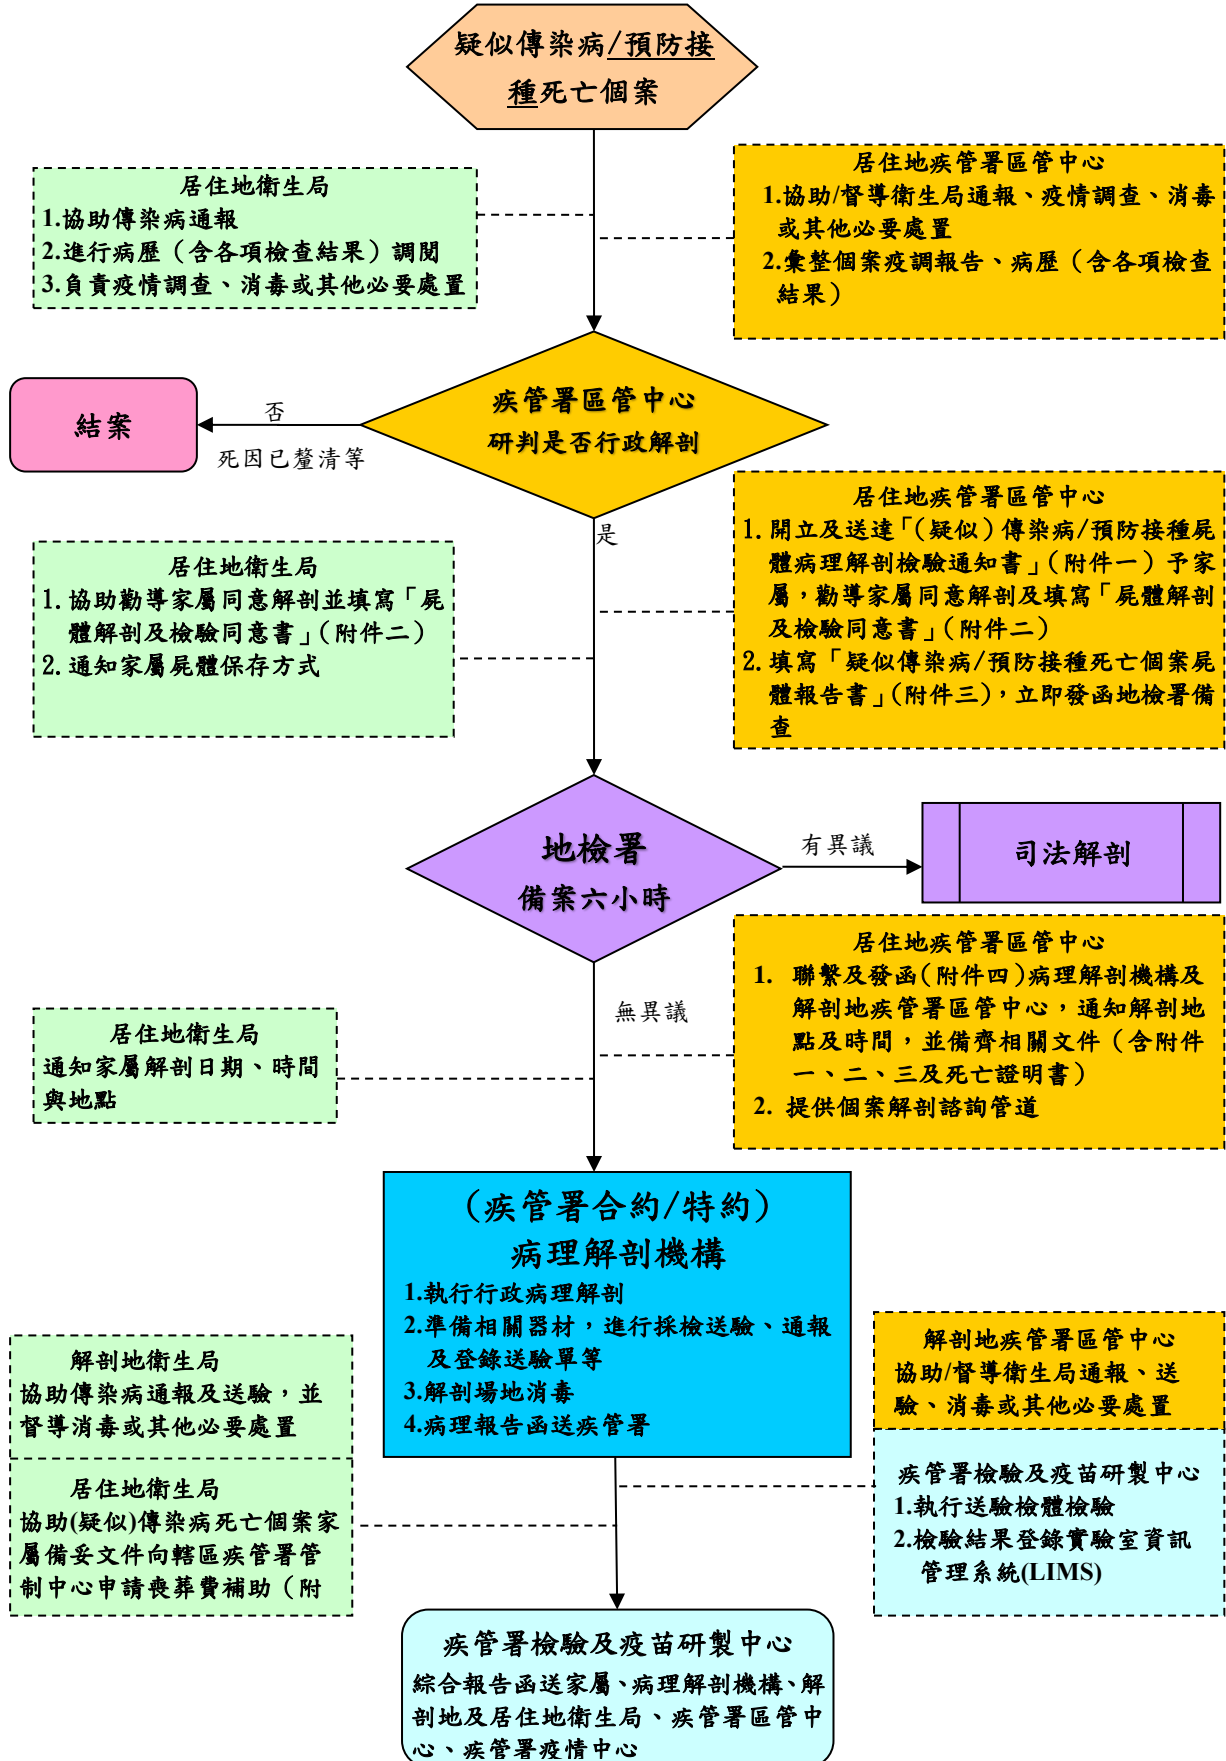 疑似傳染病/預防接
種死亡個案
居住地衛生局
1.協助傳染病通報
2.進行病歷（含各項檢查結果）調閱
3.負責疫情調查、消毒或其他必要處置
居住地疾管署區管中心
1.協助/督導衛生局通報、疫情調查、消毒
或其他必要處置
2.彙整個案疫調報告、病歷（含各項檢查
結果）
疾管署區管中心
研判是否行政解剖
否
死因已釐清等
結案
是
居住地衛生局
1. 協助勸導家屬同意解剖並填寫「屍
體解剖及檢驗同意書」（附件二）
2. 通知家屬屍體保存方式
居住地疾管署區管中心
1. 開立及送達「（疑似）傳染病/預防接種屍
體病理解剖檢驗通知書」（附件一）予家
屬，勸導家屬同意解剖及填寫「屍體解剖
及檢驗同意書」（附件二）
2. 填寫「疑似傳染病/預防接種死亡個案屍
體報告書」（附件三），立即發函地檢署備
查
地檢署
備案六小時
有異議
司法解剖
無異議
居住地衛生局
通知家屬解剖日期、時間
與地點
居住地疾管署區管中心
1. 聯繫及發函（附件四）病理解剖機構及
解剖地疾管署區管中心，通知解剖地
點及時間，並備齊相關文件（含附件
一、二、三及死亡證明書）
2. 提供個案解剖諮詢管道
（疾管署合約/特約）
病理解剖機構
1.執行行政病理解剖
2.準備相關器材，進行採檢送驗、通報
及登錄送驗單等
3.解剖場地消毒
4.病理報告函送疾管署
解剖地衛生局
協助傳染病通報及送驗，並
督導消毒或其他必要處置
居住地衛生局
協助(疑似)傳染病死亡個案家
屬備妥文件向轄區疾管署管
制中心申請喪葬費補助（附
解剖地疾管署區管中心
協助/督導衛生局通報、送
驗、消毒或其他必要處置
疾管署檢驗及疫苗研製中心
1.執行送驗檢體檢驗
2.檢驗結果登錄實驗室資訊
管理系統(LIMS)
疾管署檢驗及疫苗研製中心
綜合報告函送家屬、病理解剖機構、解
剖地及居住地衛生局、疾管署區管中
心、疾管署疫情中心